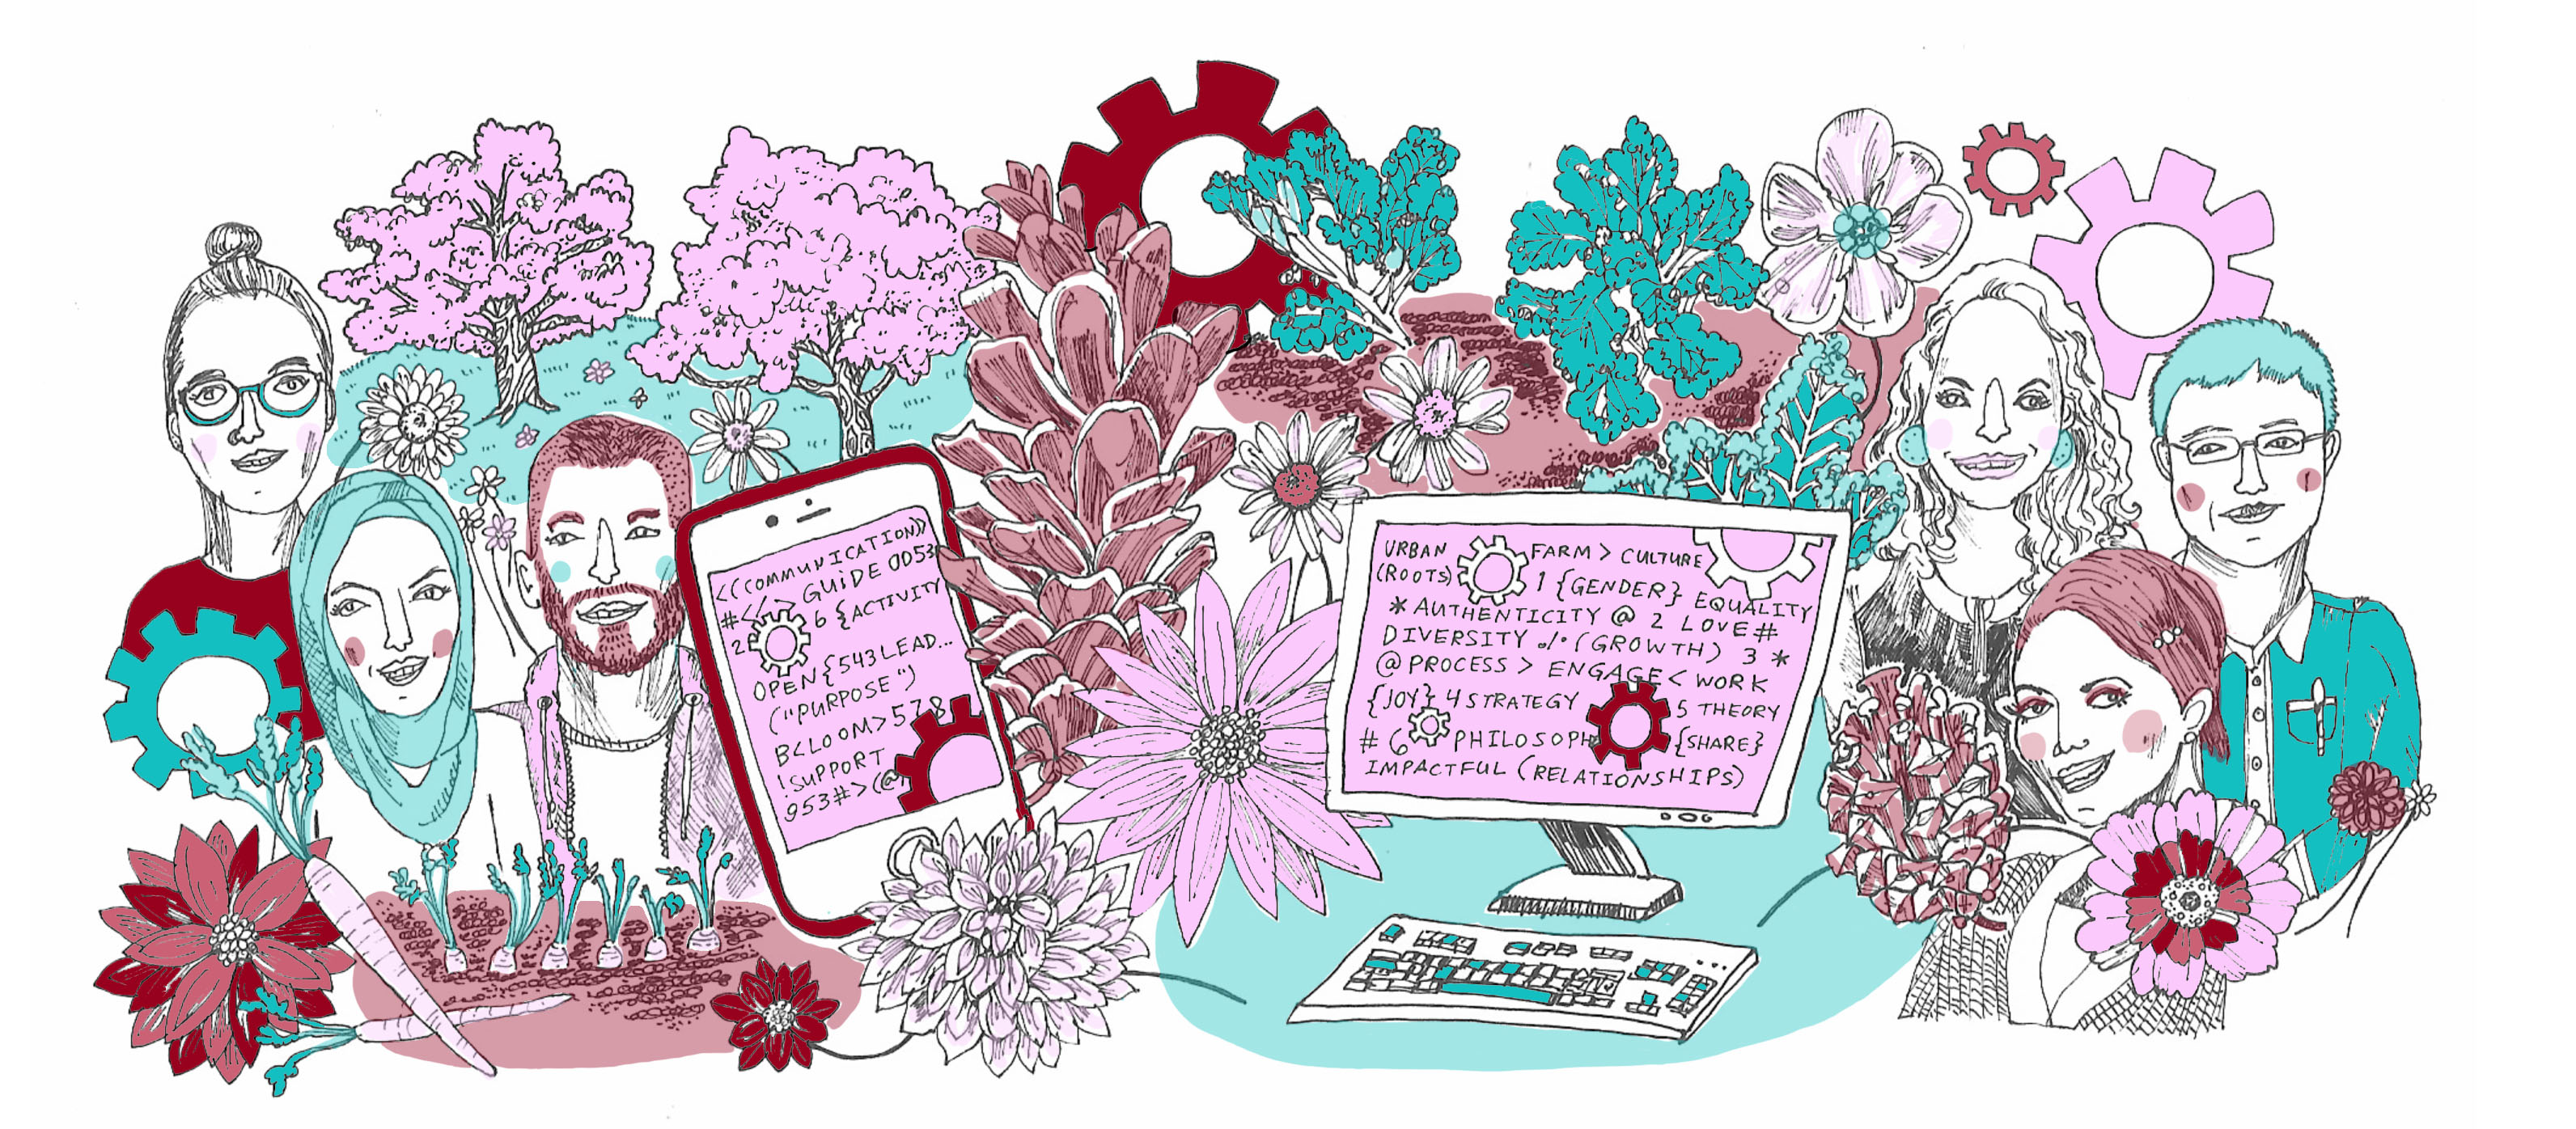 <((COMMUNICATION))
#</6> GUIDE 0053
2 6 {ACTIVITY
OPEN{543LEAD...
("PURPOSE")
B<LOOM>578
!SUPPORT
953#>(@
URBAN FARM> CULTURE
(ROOTS) 1 {GENDER} EQUALITY
* AUTHENTICITY @ 2 LOVE#
DIVERSITY % (GROWTH) 3 *
@PROCESS > ENGAGE< WORK
{JOY} 4 STRATEGY 5 THEORY
# 6 PHILOSOPH {SHARE}
IMPACTFUL (RELATIONSHIPS)